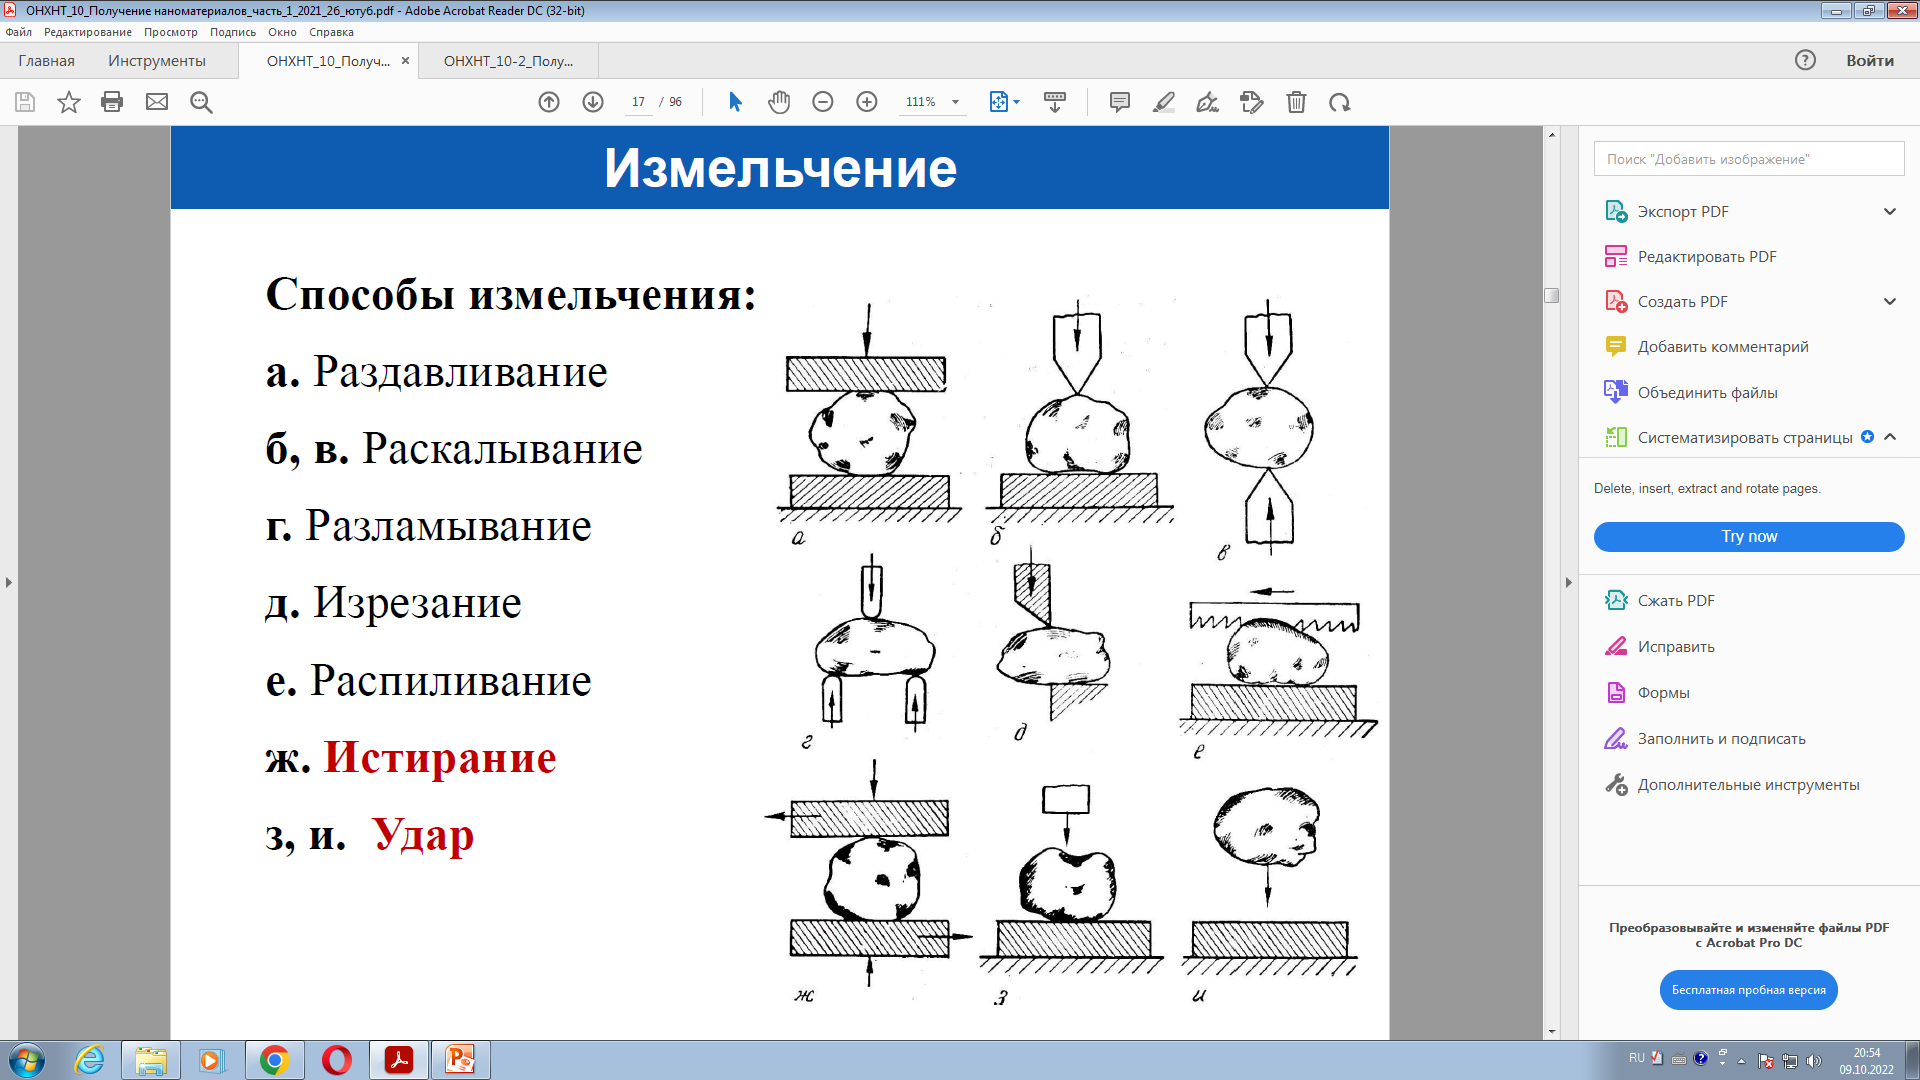 ОНХНТ_10_Получение наноматериалов_часть_1_2021_26_ютуб.pdf - Adobe Acrobat Reader DC (32-bit)
Файл Редактирование Просмотр Подпись Окно Справка
Главная Инструменты ОНХНТ_10_Получ... × ОНХНТ_10-2_Полу... Войти
17 / 96 111%
Измельчение
Способы измельчения:
а. Раздавливание
б, в. Раскалывание
г. Разламывание
д. Изрезание
е. Распиливание
ж. Истирание
з, и. Удар
а б в
г д е
ж з и
Поиск "Добавить изображение"
Экспорт PDF
Редактировать PDF
Создать PDF
Добавить комментарий
Объединить файлы
Систематизировать страницы
Delete, insert, extract and rotate pages.
Try now
Сжать PDF
Исправить
Формы
Заполнить и подписать
Дополнительные инструменты
Преобразовывайте и изменяйте файлы PDF
с Acrobat Pro DC
Бесплатная пробная версия
RU 20:54
09.10.2022